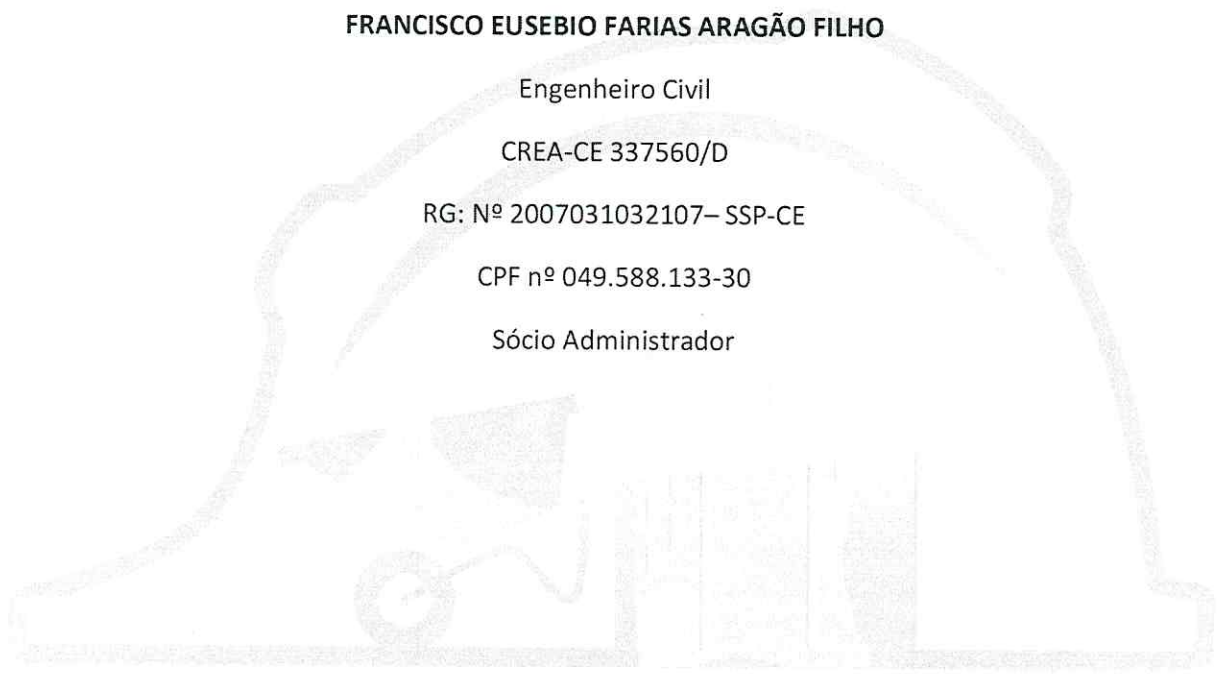 FRANCISCO EUSEBIO FARIAS ARAGÃO FILHO
Engenheiro Civil
CREA-CE 337560/D
RG: Nº 2007031032107– SSP-CE
CPF nº 049.588.133-30
Sócio Administrador